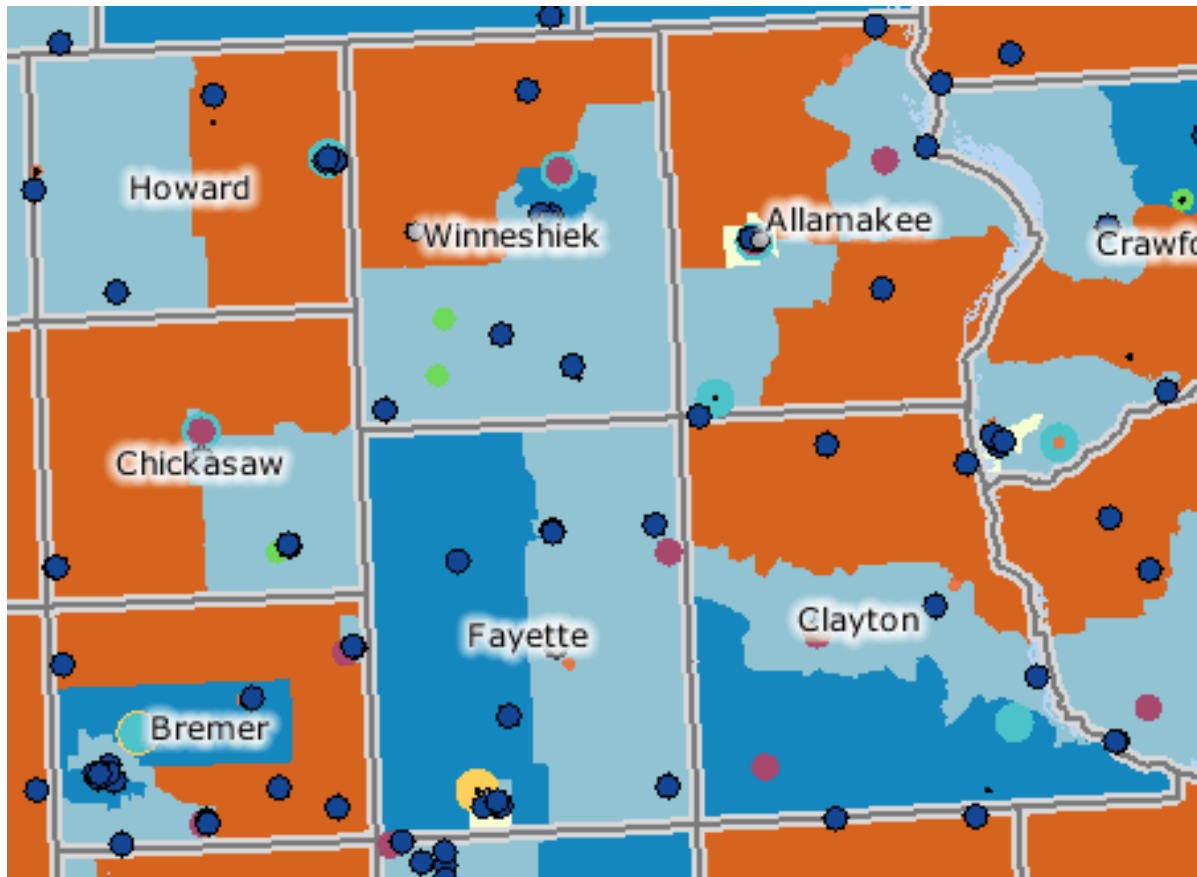 Howard
Winneshiek
Allamakee
Crawfo
Chickasaw
Fayette
Clayton
Bremer